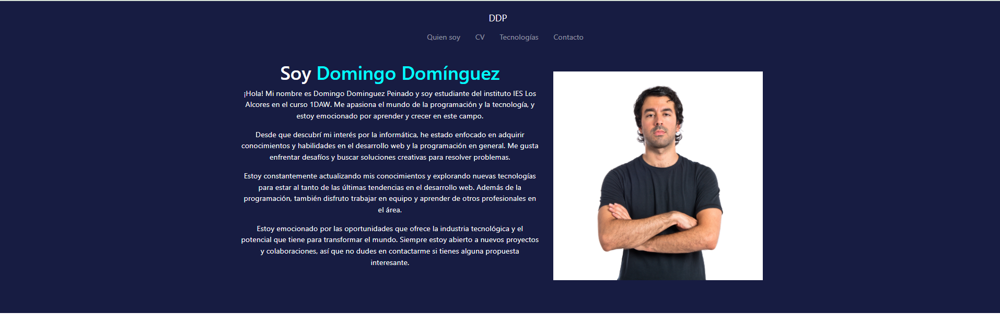 DDP
Quien soy CV Tecnologías Contacto
Soy Domingo Domínguez
¡Hola! Mi nombre es Domingo Dominguez Peinado y soy estudiante del instituto IES Los
Alcores en el curso 1DAW. Me apasiona el mundo de la programación y la tecnología, y
estoy emocionado por aprender y crecer en este campo.
Desde que descubrí mi interés por la informática, he estado enfocado en adquirir
conocimientos y habilidades en el desarrollo web y la programación en general. Me gusta
enfrentar desafíos y buscar soluciones creativas para resolver problemas.
Estoy constantemente actualizando mis conocimientos y explorando nuevas tecnologías
para estar al tanto de las últimas tendencias en el desarrollo web. Además de la
programación, también disfruto trabajar en equipo y aprender de otros profesionales en
el área.
Estoy emocionado por las oportunidades que ofrece la industria tecnológica y el
potencial que tiene para transformar el mundo. Siempre estoy abierto a nuevos proyectos
y colaboraciones, así que no dudes en contactarme si tienes alguna propuesta
interesante.